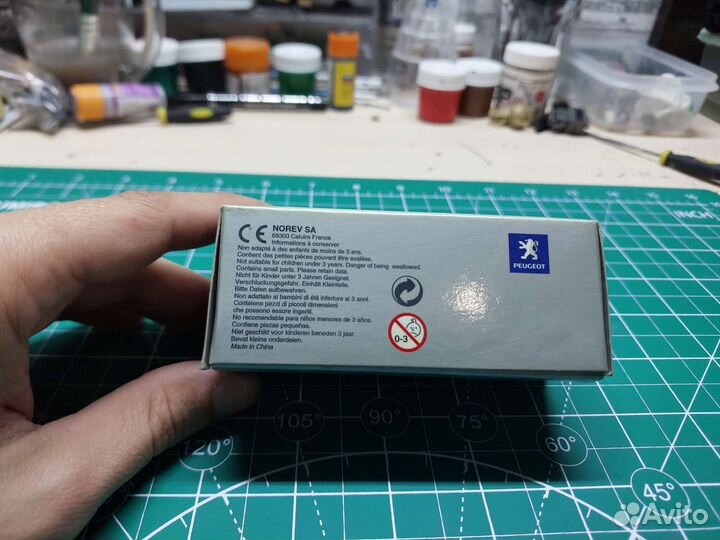 NOREV SA
69300 Caluire France
Informations à conserver
Non adapté à des enfants de moins de 3 ans.
Contient des petites pièces pouvant être avalées.
Not suitable for children under 3 years. Danger of being swallowed.
Contains small parts. Please retain data.
Nicht für Kinder unter 3 Jahren Geeignet.
Verschluckungsgefahr. Einhalt Kleinteile.
Bitte Daten aufbewahren.
Non adattato ai bambini di étà inferiore ai 3 anni.
Conteiene pozzi di piccoli dimensioni
che possono essere ingeriti.
No recomendable para niños menores de 3 años.
Contiene piezas pequeñas.
Niet geschikt voor kinderen beneden 3 jaar.
Bevat kleine onderdelen.
Made in China
CE
0-3
PEUGEOT
INCH
120°
105°
90°
75°
60°
45°
Avito